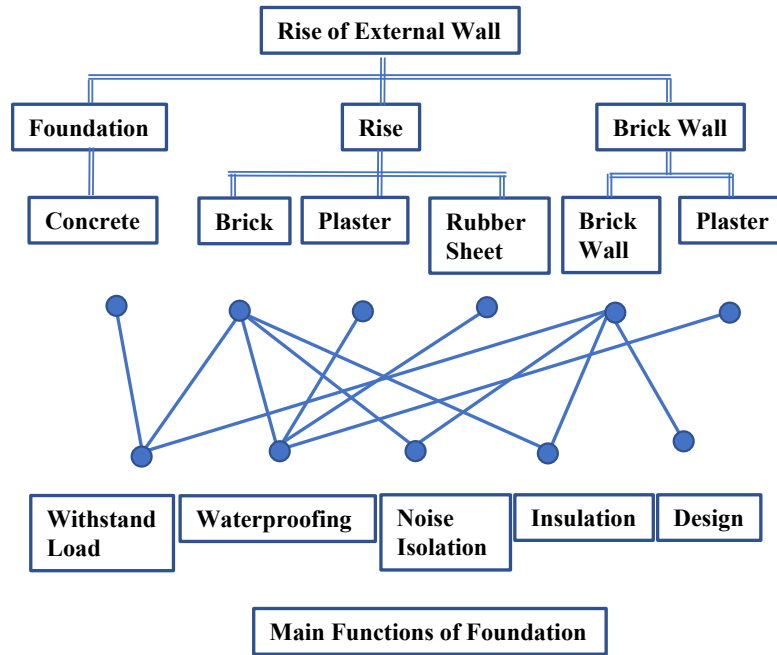 Rise of External Wall
Foundation
Rise
Brick Wall
Concrete
Brick
Plaster
Rubber
Sheet
Brick
Wall
Plaster
Withstand
Load
Waterproofing
Noise
Isolation
Insulation
Design
Main Functions of Foundation